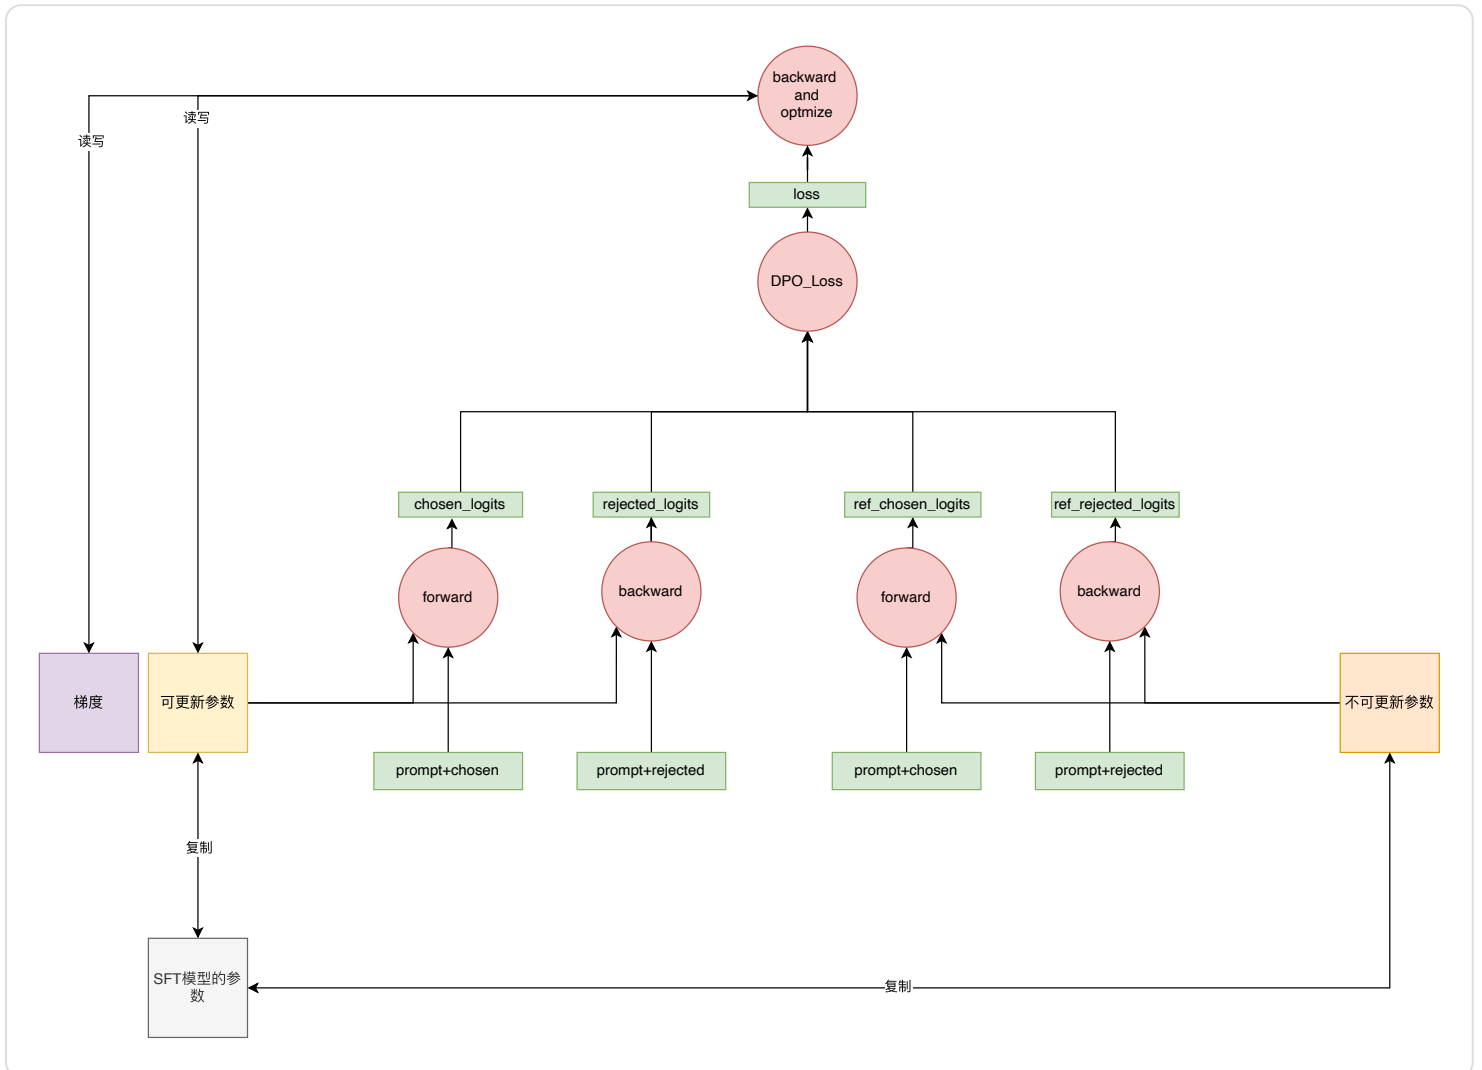 backward
and
optmize
读写
读写
loss
DPO_Loss
chosen_logits
rejected_logits
ref_chosen_logits
ref_rejected_logits
forward
backward
forward
backward
梯度
可更新参数
不可更新参数
prompt+chosen
prompt+rejected
prompt+chosen
prompt+rejected
复制
SFT模型的参
数
复制